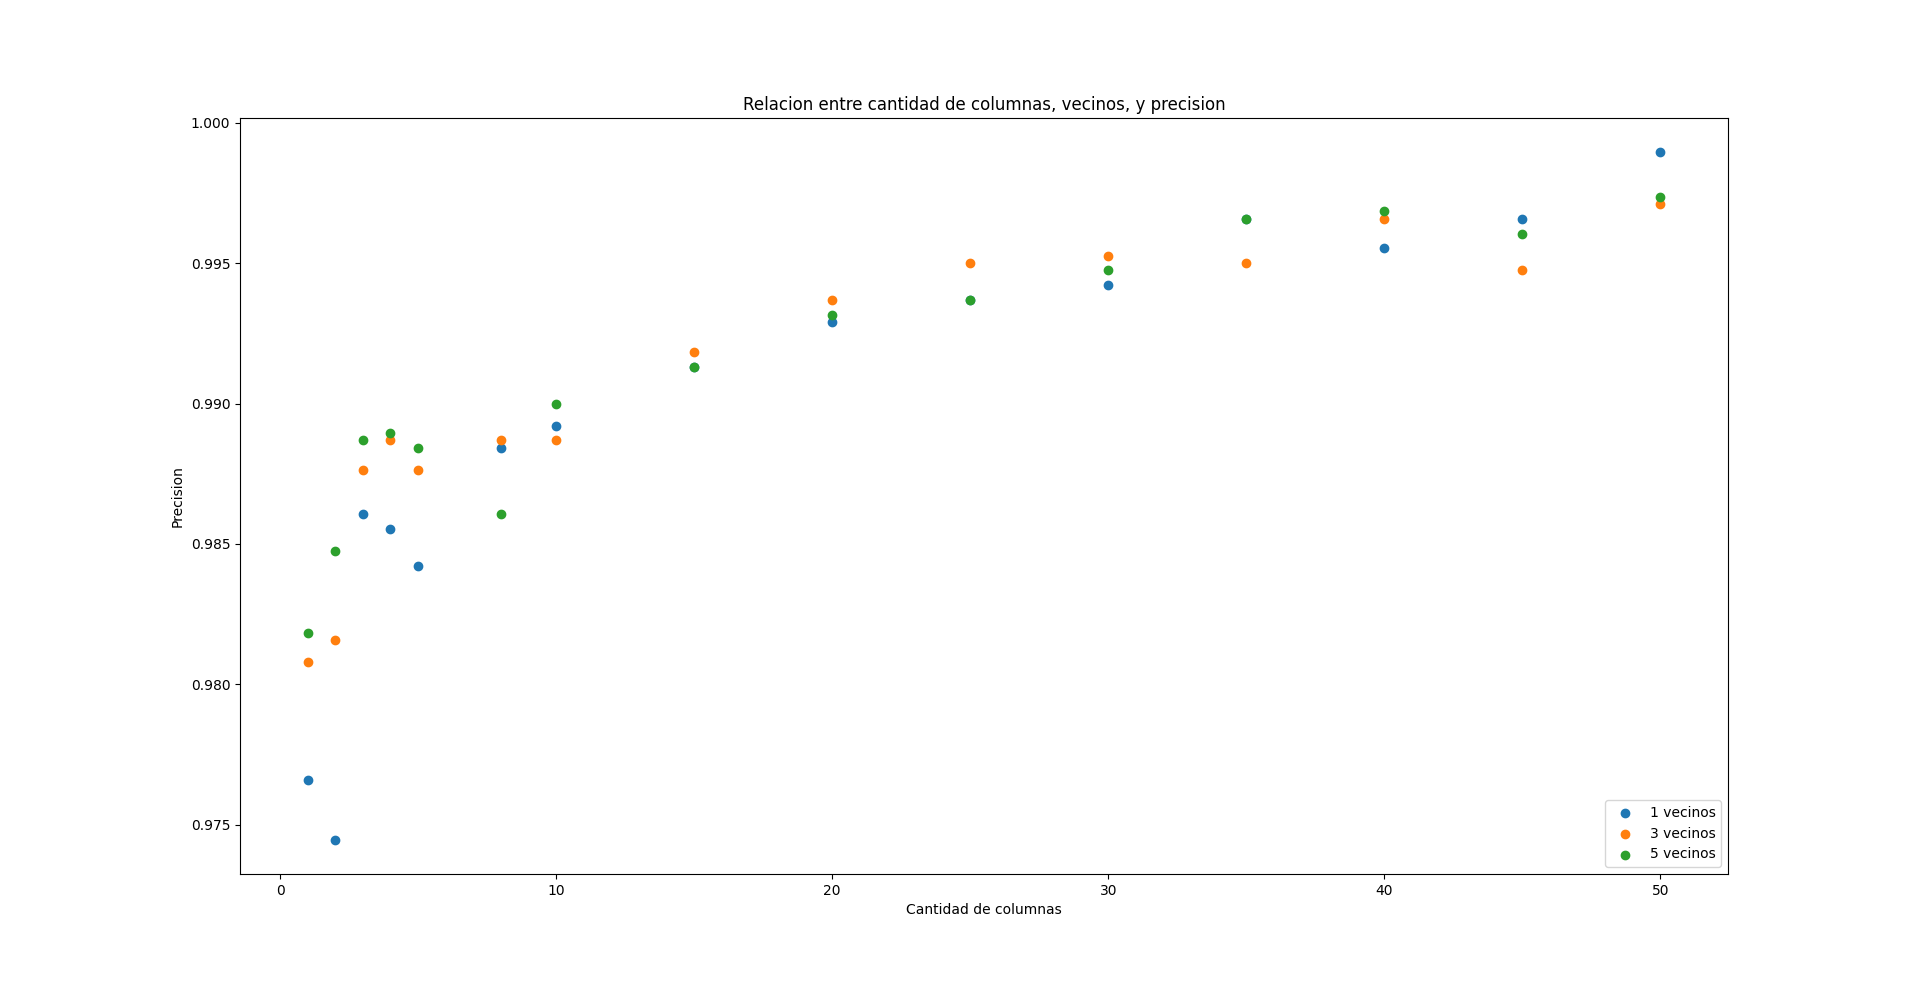 Relacion entre cantidad de columnas, vecinos, y precision
1.000
0.995
0.990
0.985
0.980
0.975
Precision
0
10
20
30
40
50
Cantidad de columnas
1 vecinos
3 vecinos
5 vecinos